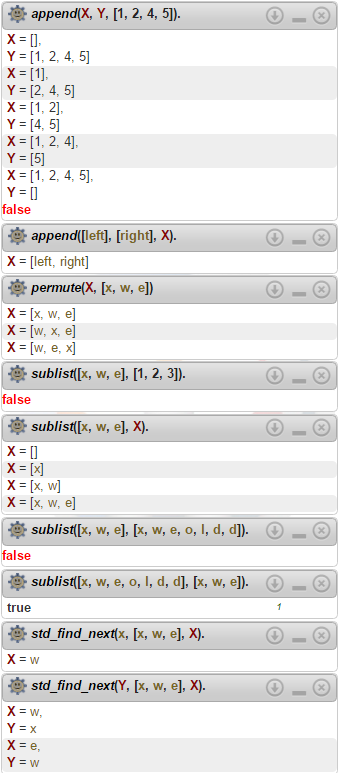 append(X, Y, [1, 2, 4, 5]).
X = [],
Y = [1, 2, 4, 5]
X = [1],
Y = [2, 4, 5]
X = [1, 2],
Y = [4, 5]
X = [1, 2, 4],
Y = [5]
X = [1, 2, 4, 5],
Y = []
false
append([left], [right], X).
X = [left, right]
permute(X, [x, w, e])
X = [x, w, e]
X = [w, x, e]
X = [w, e, x]
sublist([x, w, e], [1, 2, 3]).
false
sublist([x, w, e], X).
X = []
X = [x]
X = [x, w]
X = [x, w, e]
sublist([x, w, e], [x, w, e, o, l, d, d]).
false
sublist([x, w, e, o, l, d, d], [x, w, e]).
true 1
std_find_next(x, [x, w, e], X).
X = w
std_find_next(Y, [x, w, e], X).
X = w,
Y = x
X = e,
Y = w